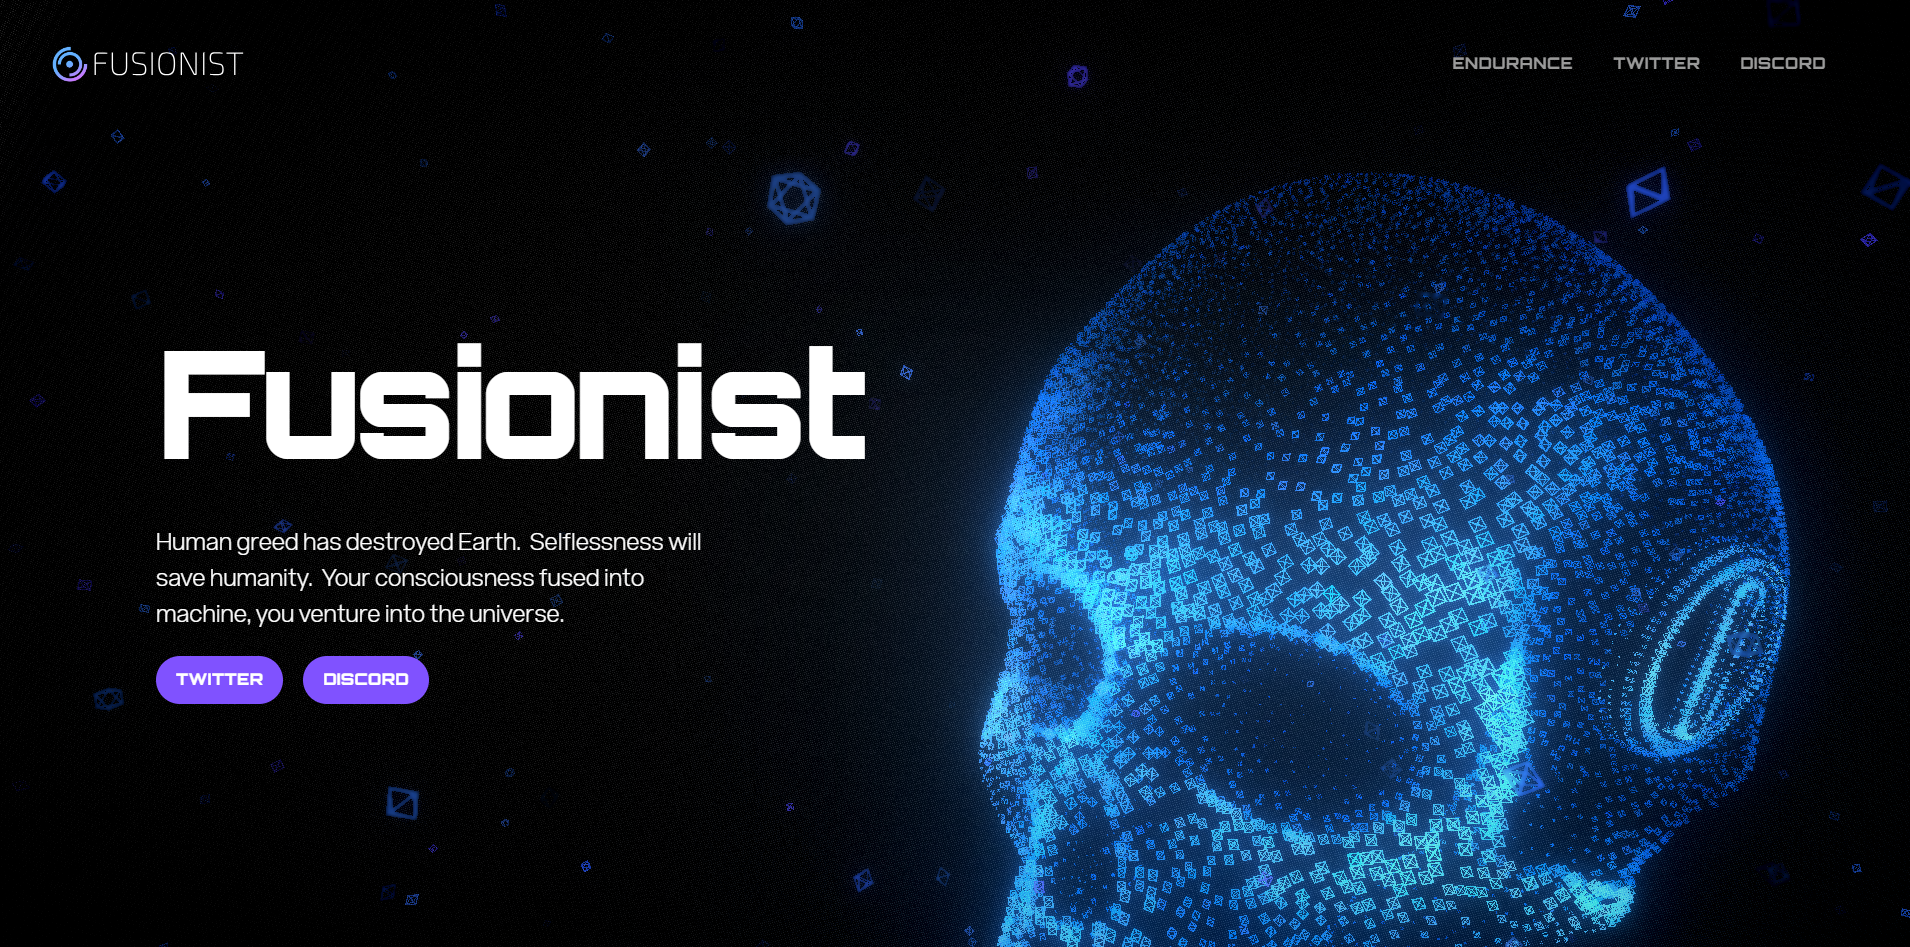 FUSIONIST
ENDURANCE TWITTER DISCORD
Fusionist
Human greed has destroyed Earth.  Selflessness will
save humanity.  Your consciousness fused into
machine, you venture into the universe.
TWITTER DISCORD